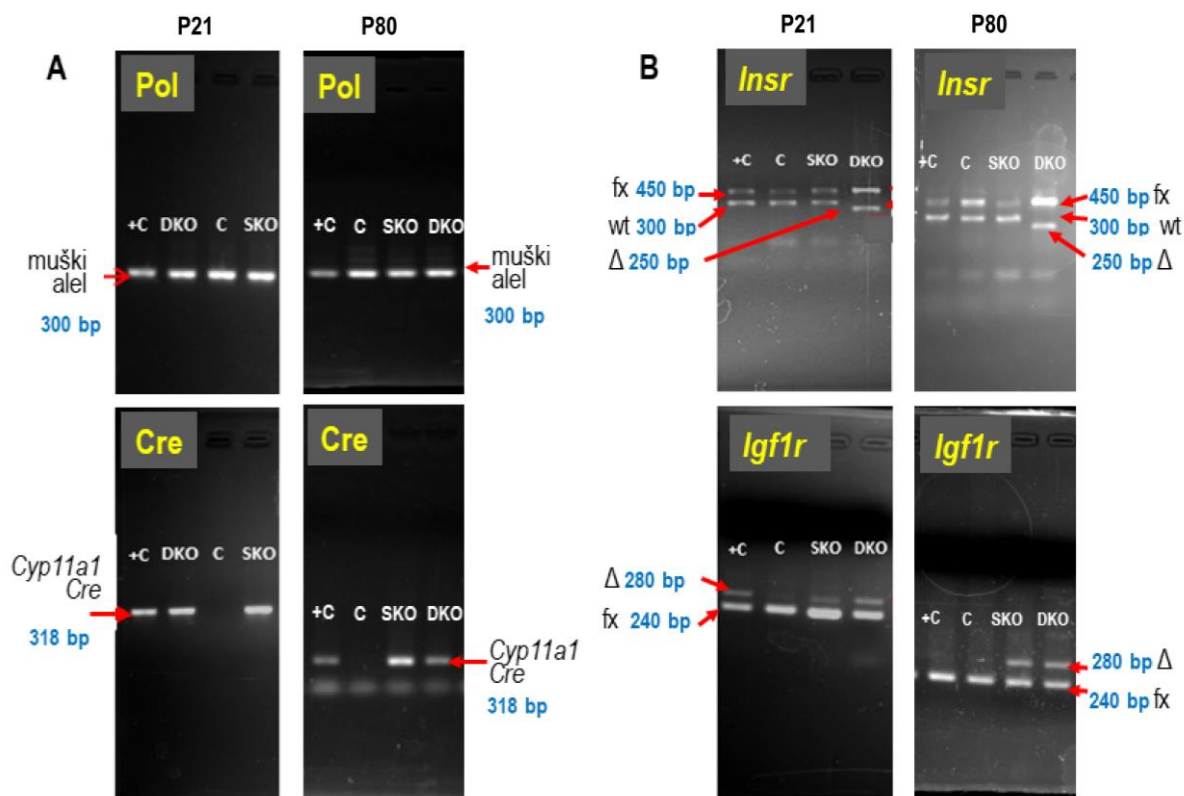 P21
P80
A
Pol
+C DKO C SKO
muški
alel
300 bp
Pol
+C C SKO DKO
muški
alel
300 bp
Cre
+C DKO C SKO
Cyp11a1
Cre
318 bp
Cre
+C C SKO DKO
Cyp11a1
Cre
318 bp
P21
P80
B
Insr
+C C SKO DKO
fx 450 bp
wt 300 bp
Δ 250 bp
Insr
+C C SKO DKO
450 bp fx
300 bp
wt
250 bp Δ
Igf1r
+C C SKO DKO
Δ 280 bp
fx 240 bp
Igf1r
+C C SKO DKO
280 bp Δ
240 bp fx